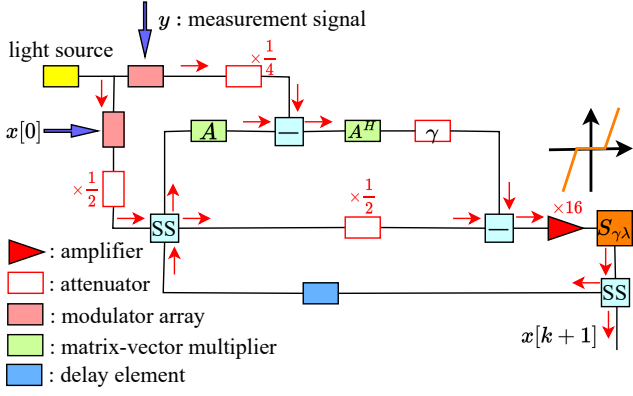 y : measurement signal
light source
×1/4
x[0]
A
—
A^H
γ
×1/2
×1/2
×16
SS
—
S_γλ
: amplifier
: attenuator
SS
: modulator array
x[k + 1]
: matrix-vector multiplier
: delay element